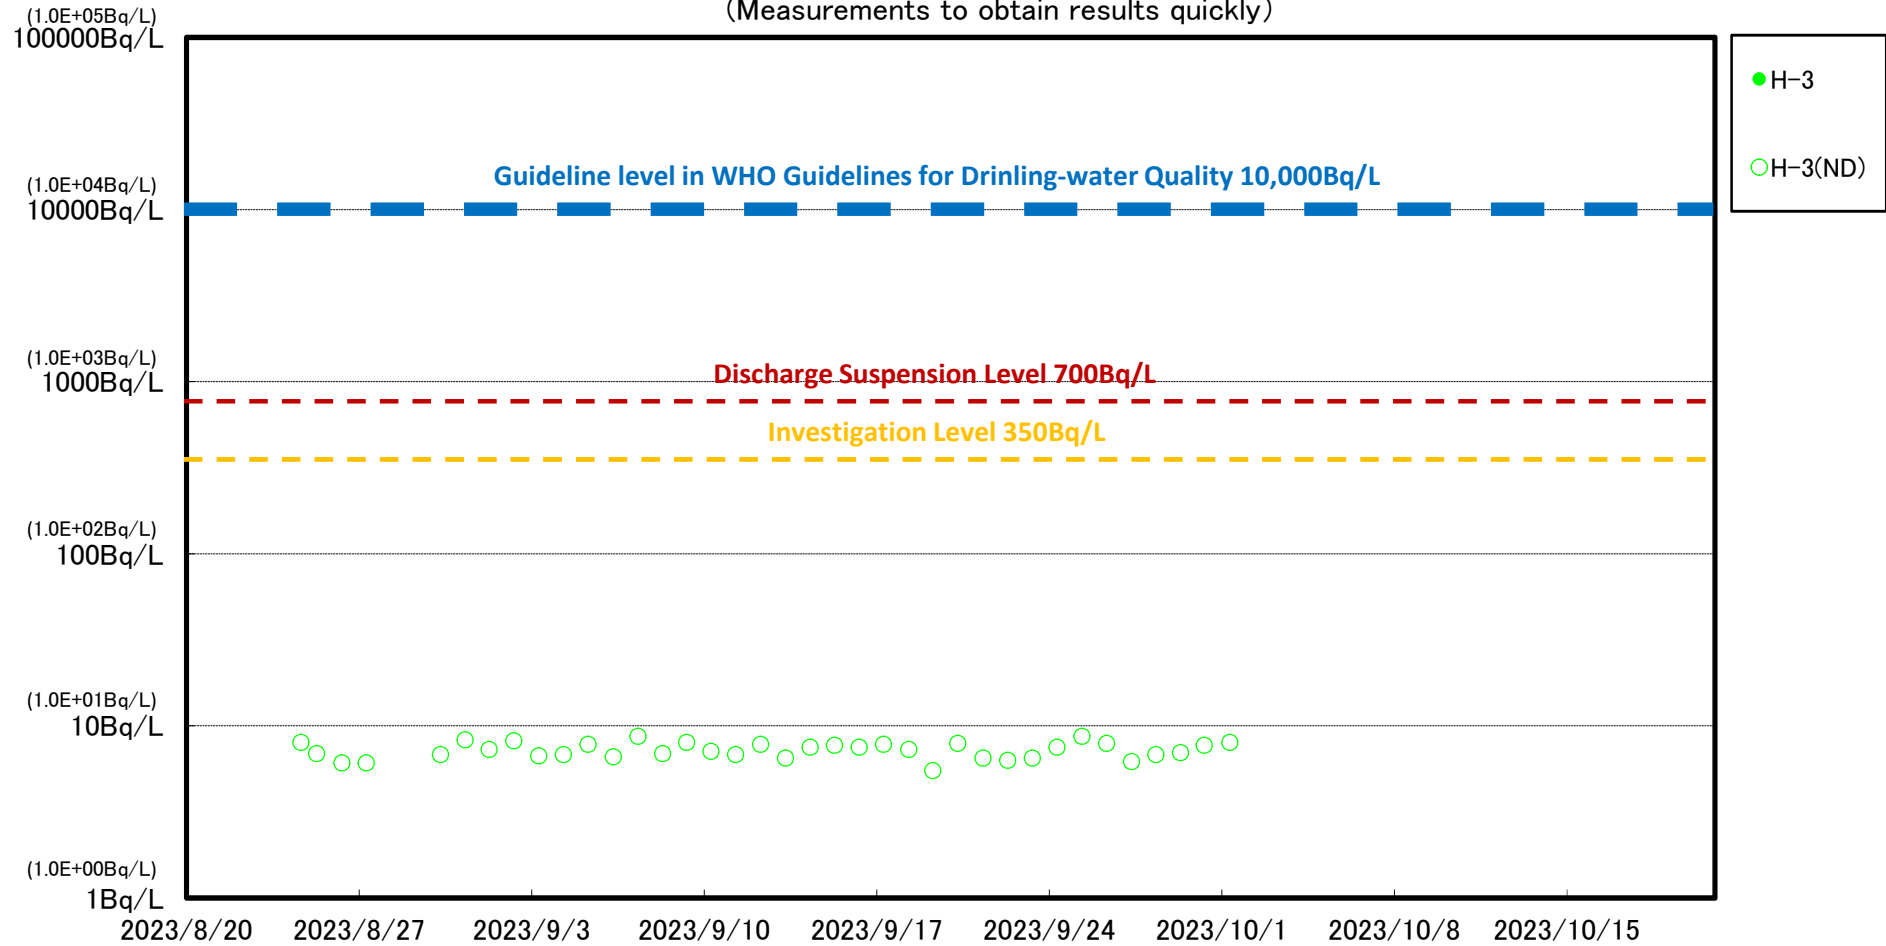 (Measurements to obtain results quickly)
(1.0E+05Bq/L)
100000Bq/L
H-3
H-3(ND)
Guideline level in WHO Guidelines for Drinling-water Quality 10,000Bq/L
(1.0E+04Bq/L)
10000Bq/L
(1.0E+03Bq/L)
1000Bq/L
Discharge Suspension Level 700Bq/L
Investigation Level 350Bq/L
(1.0E+02Bq/L)
100Bq/L
(1.0E+01Bq/L)
10Bq/L
(1.0E+00Bq/L)
1Bq/L
2023/8/20 2023/8/27 2023/9/3 2023/9/10 2023/9/17 2023/9/24 2023/10/1 2023/10/8 2023/10/15